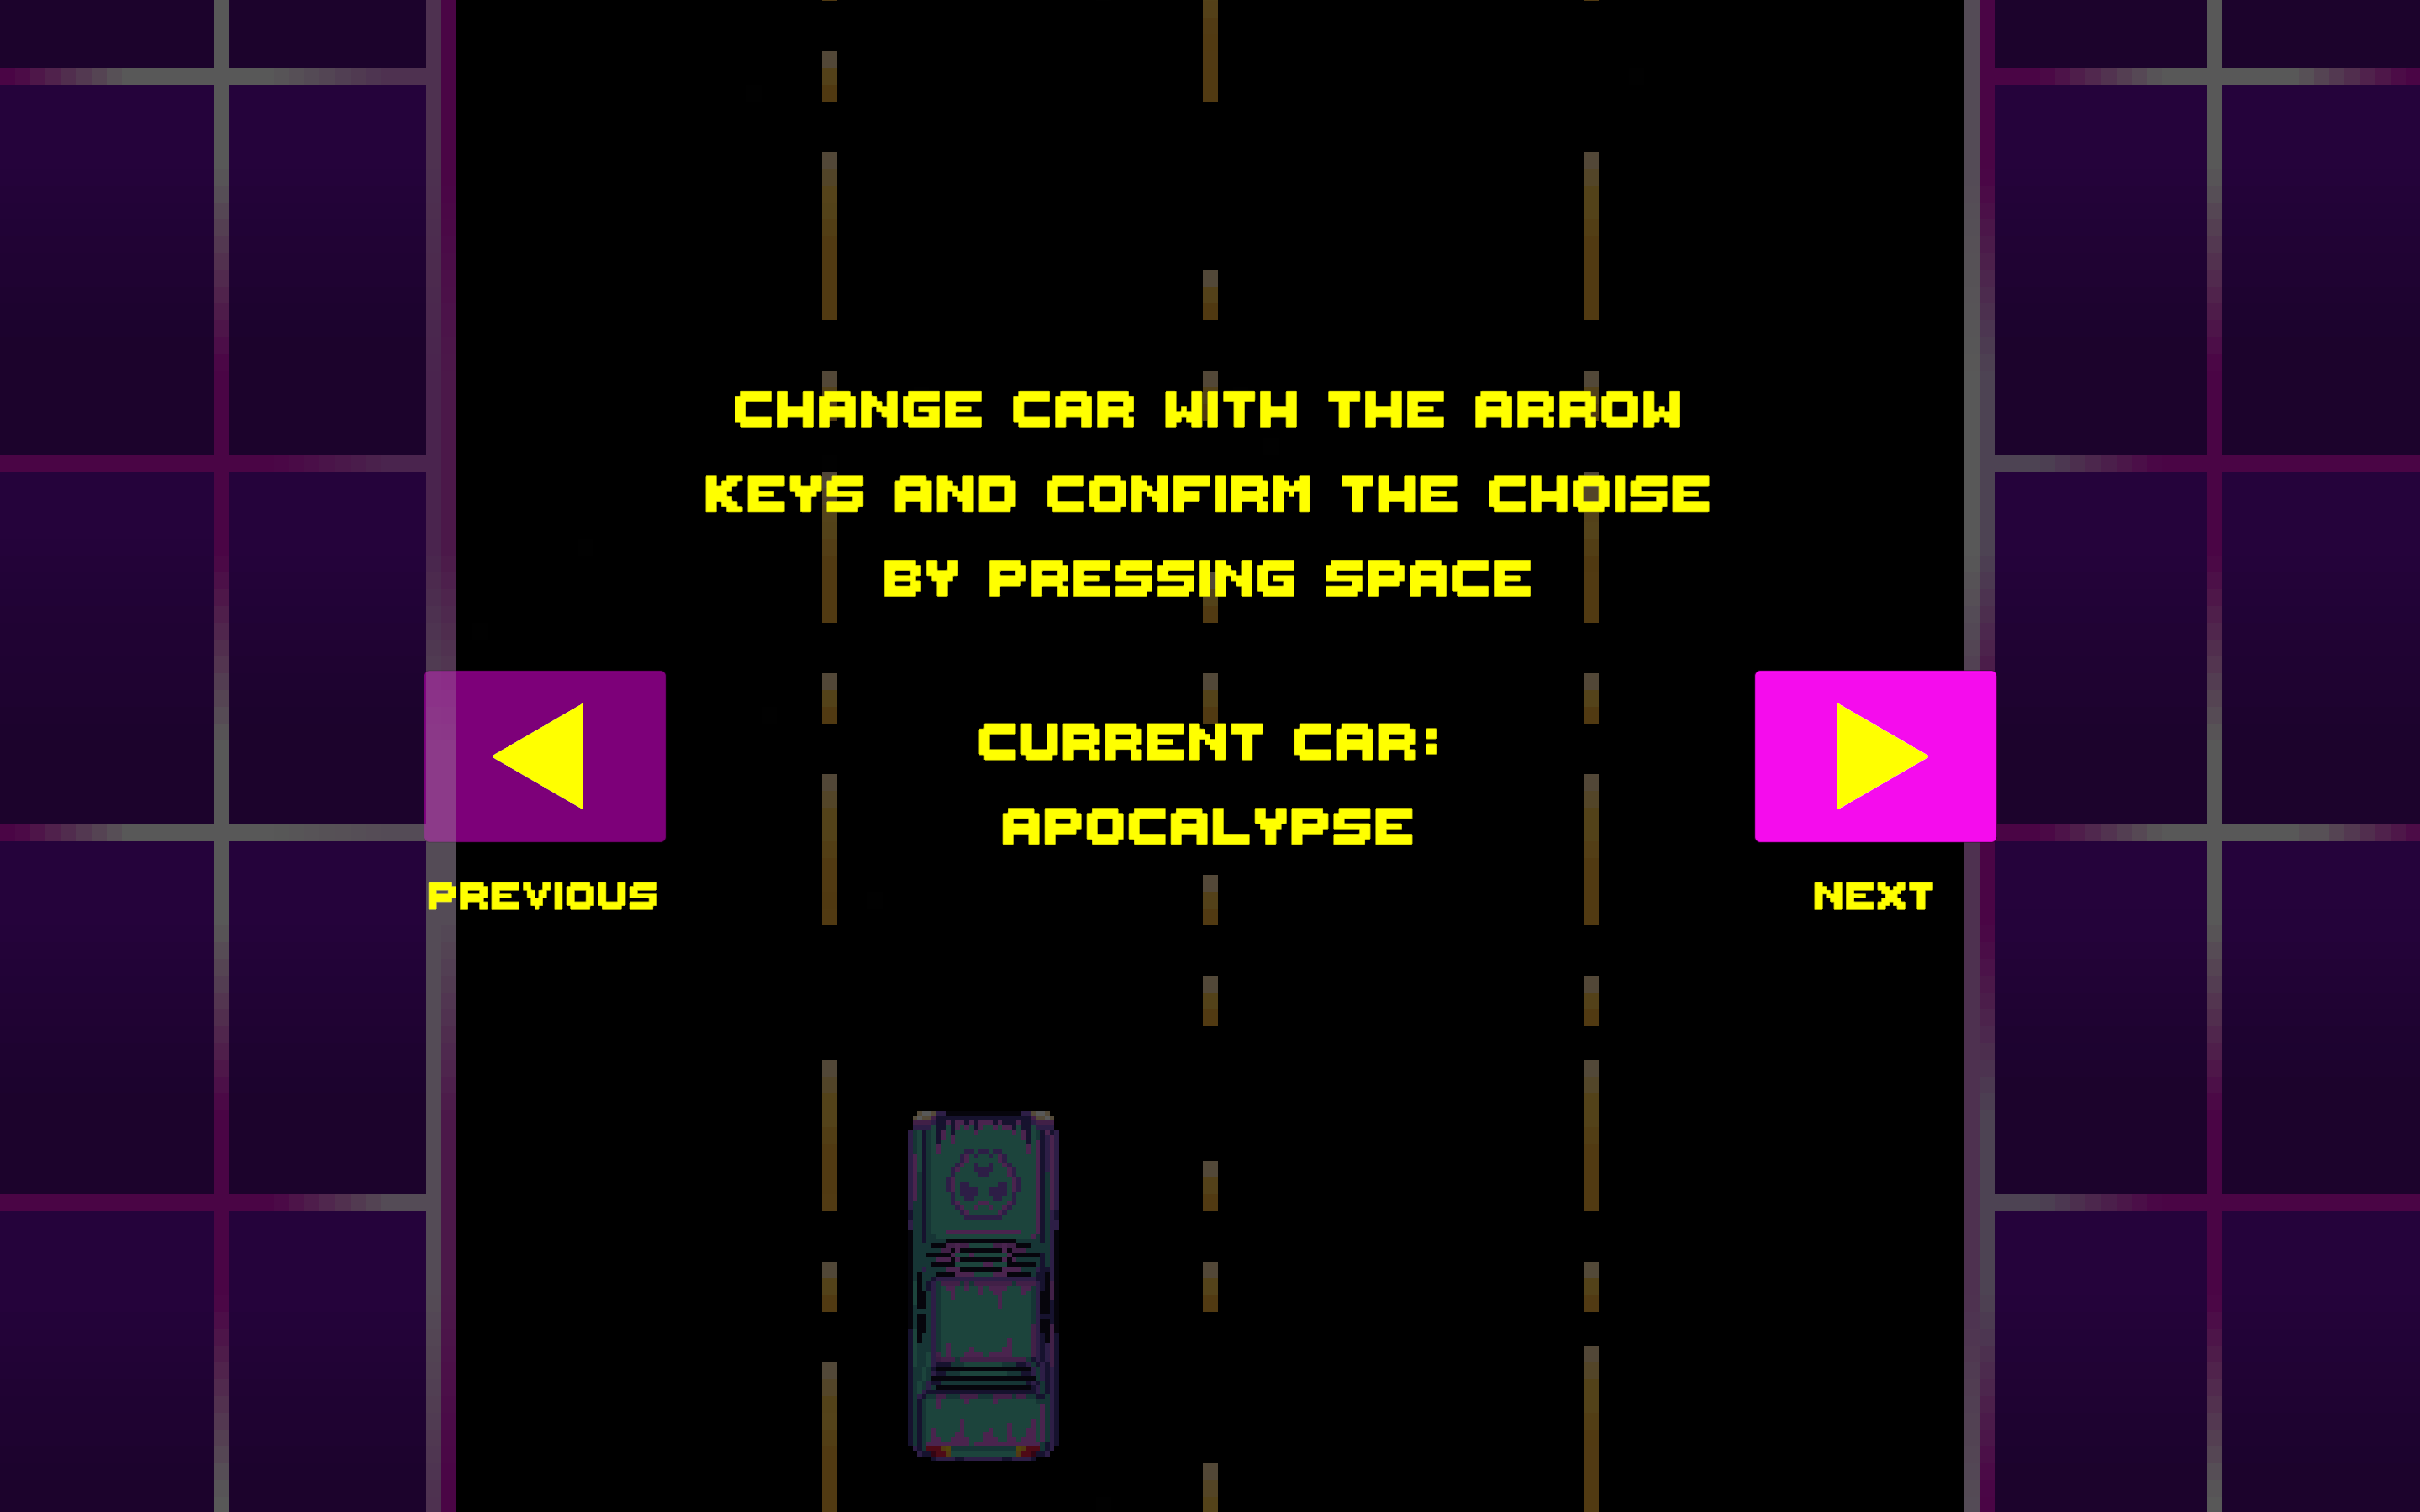 CHANGE CAR WITH THE ARROW
KEYS AND CONFIRM THE CHOISE
BY PRESSING SPACE
CURRENT CAR:
APOCALYPSE
PREVIOUS
NEXT